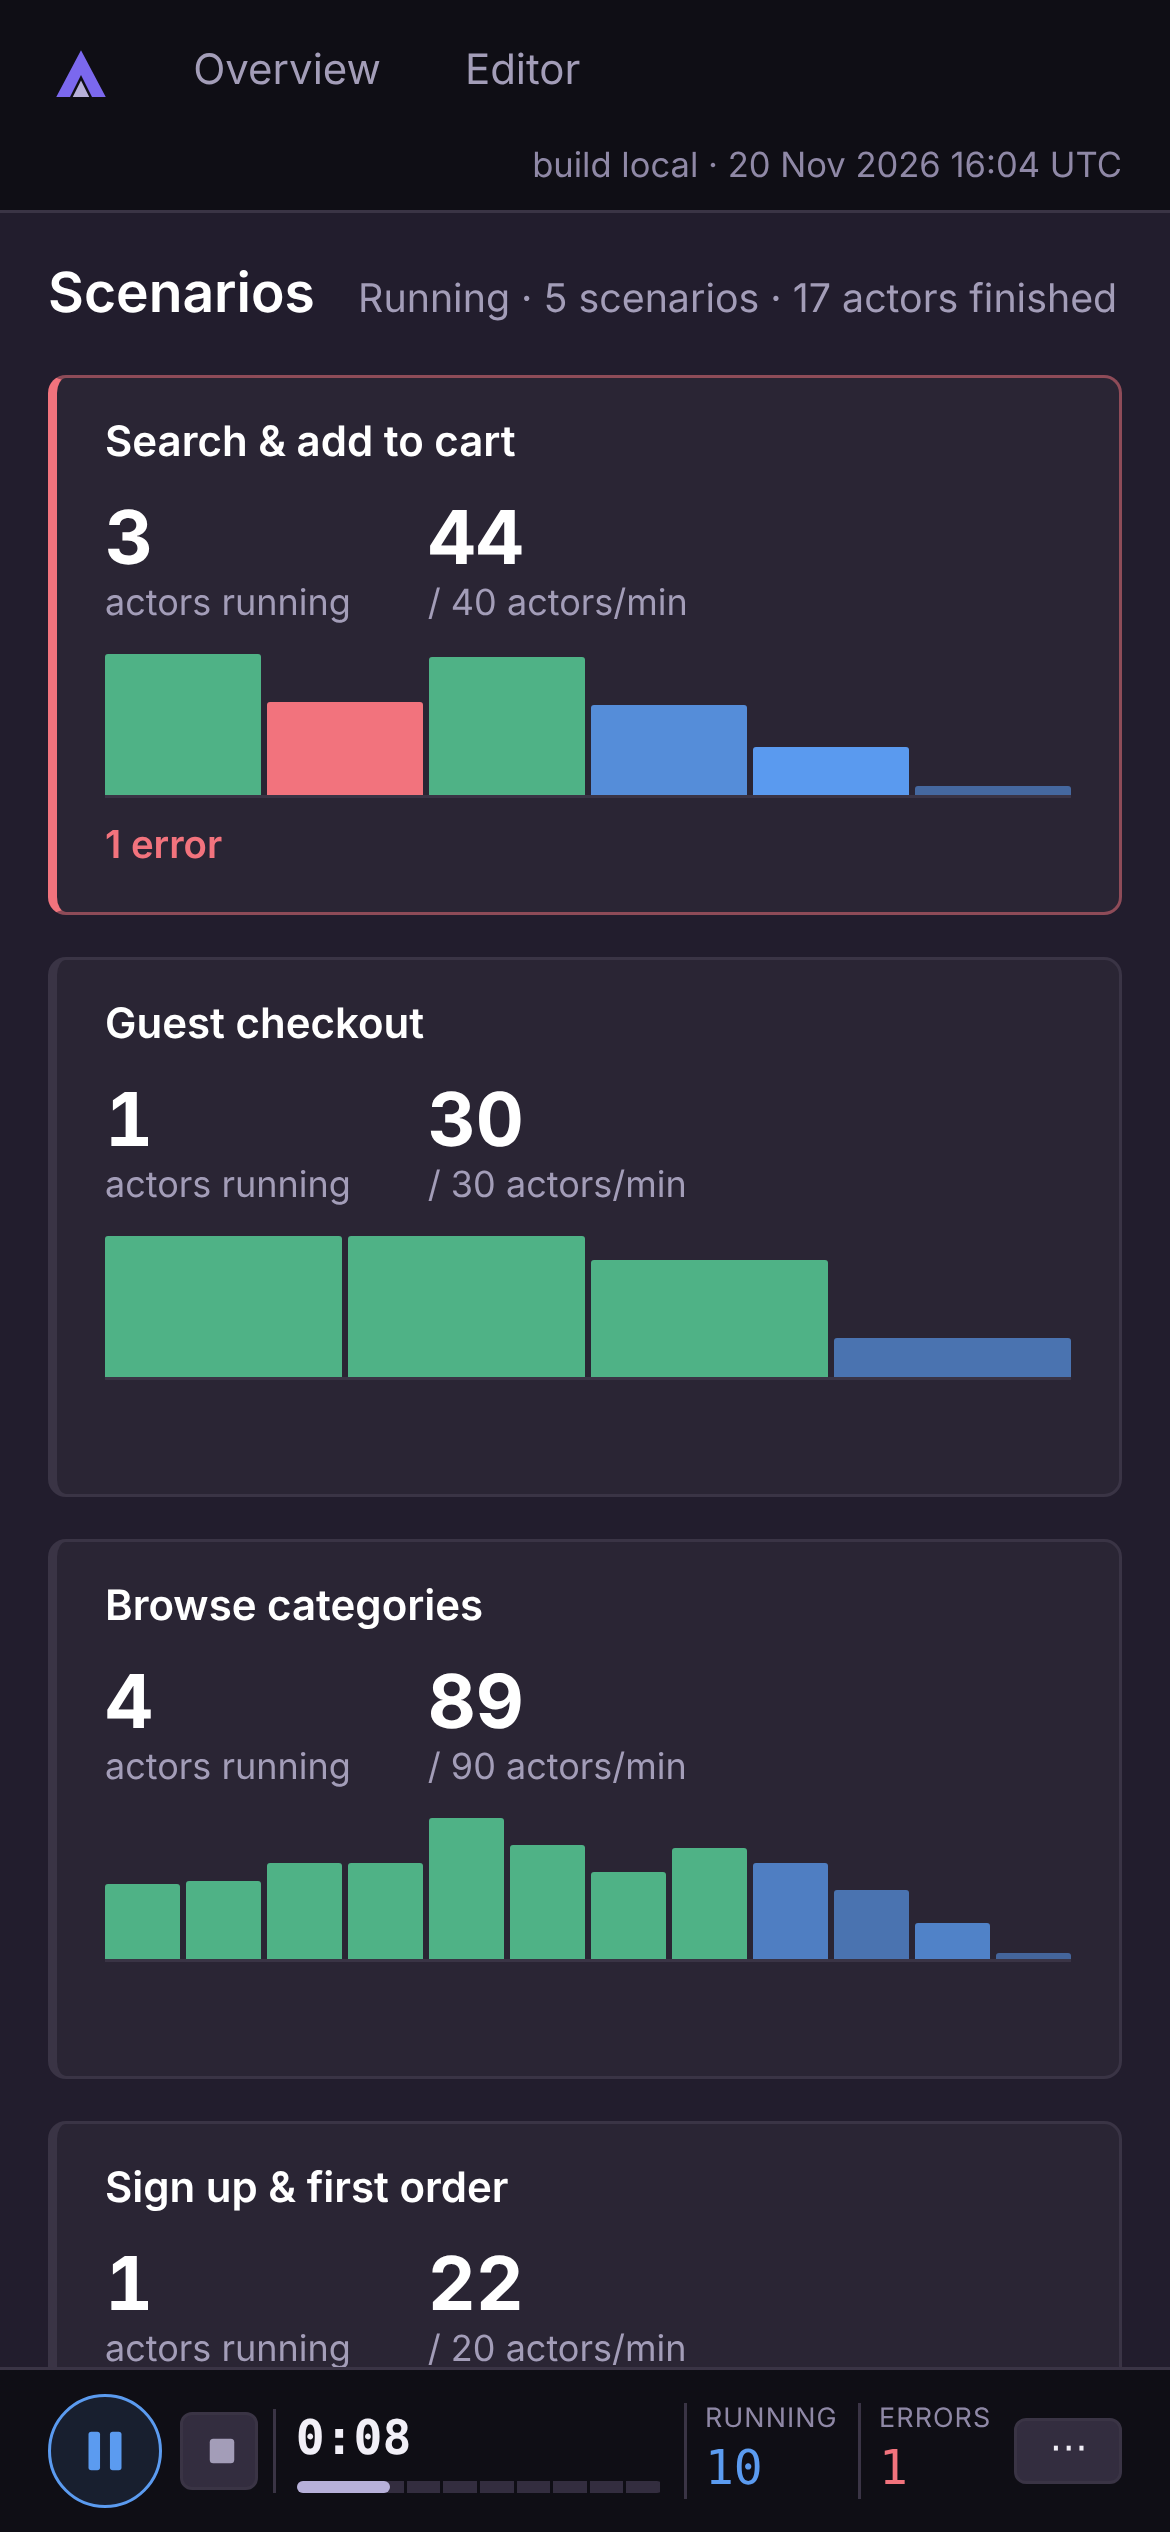 Overview Editor
build local · 20 Nov 2026 16:04 UTC
Scenarios Running · 5 scenarios · 17 actors finished
Search & add to cart
3 44
actors running / 40 actors/min
1 error
Guest checkout
1 30
actors running / 30 actors/min
Browse categories
4 89
actors running / 90 actors/min
Sign up & first order
1 22
actors running / 20 actors/min
0:08
RUNNING
10
ERRORS
1
⋯